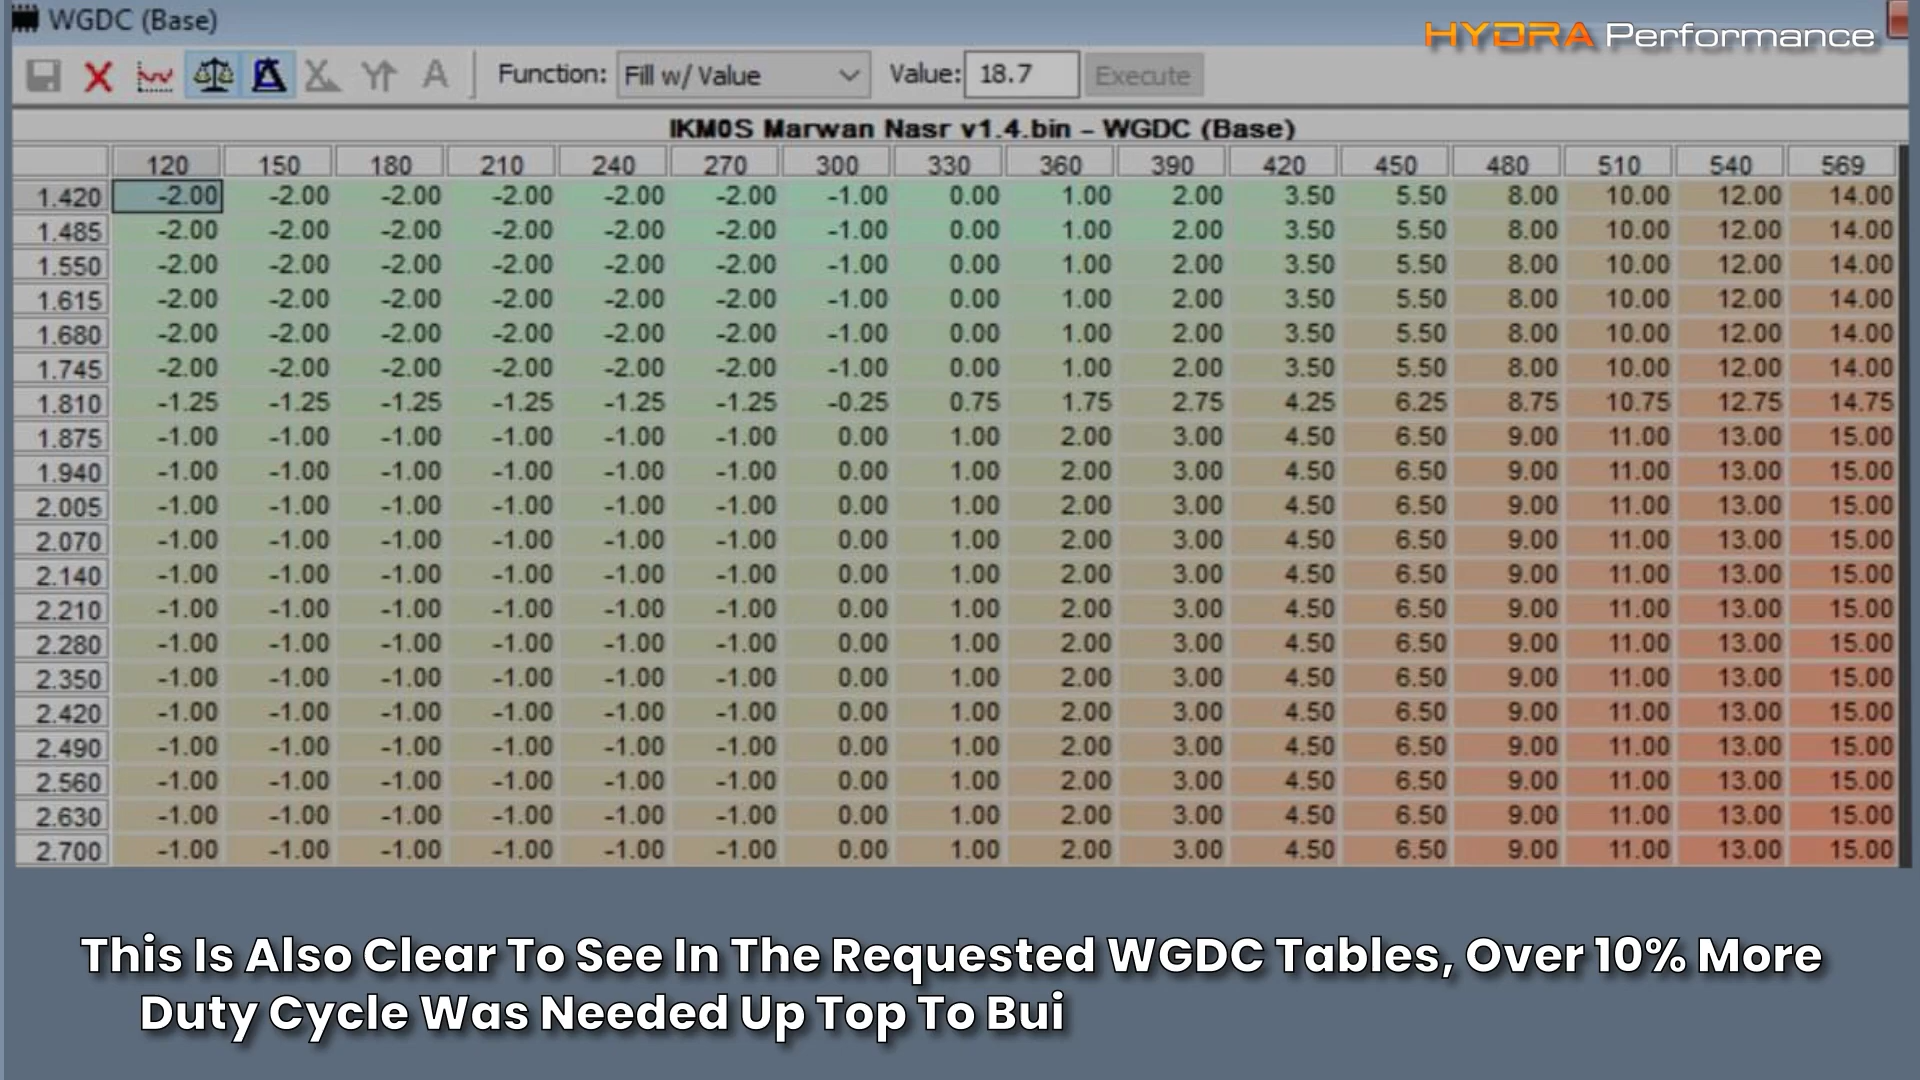 WGDC (Base)
HYDRA Performance
Function: Fill w/ Value Value: 18.7 Execute
IKM0S Marwan Nasr v1.4.bin - WGDC (Base)
120 150 180 210 240 270 300 330 360 390 420 450 480 510 540 569
1.420 -2.00 -2.00 -2.00 -2.00 -2.00 -2.00 -1.00 0.00 1.00 2.00 3.50 5.50 8.00 10.00 12.00 14.00
1.485 -2.00 -2.00 -2.00 -2.00 -2.00 -2.00 -1.00 0.00 1.00 2.00 3.50 5.50 8.00 10.00 12.00 14.00
1.550 -2.00 -2.00 -2.00 -2.00 -2.00 -2.00 -1.00 0.00 1.00 2.00 3.50 5.50 8.00 10.00 12.00 14.00
1.615 -2.00 -2.00 -2.00 -2.00 -2.00 -2.00 -1.00 0.00 1.00 2.00 3.50 5.50 8.00 10.00 12.00 14.00
1.680 -2.00 -2.00 -2.00 -2.00 -2.00 -2.00 -1.00 0.00 1.00 2.00 3.50 5.50 8.00 10.00 12.00 14.00
1.745 -2.00 -2.00 -2.00 -2.00 -2.00 -2.00 -1.00 0.00 1.00 2.00 3.50 5.50 8.00 10.00 12.00 14.00
1.810 -1.25 -1.25 -1.25 -1.25 -1.25 -1.25 -0.25 0.75 1.75 2.75 4.25 6.25 8.75 10.75 12.75 14.75
1.875 -1.00 -1.00 -1.00 -1.00 -1.00 -1.00 0.00 1.00 2.00 3.00 4.50 6.50 9.00 11.00 13.00 15.00
1.940 -1.00 -1.00 -1.00 -1.00 -1.00 -1.00 0.00 1.00 2.00 3.00 4.50 6.50 9.00 11.00 13.00 15.00
2.005 -1.00 -1.00 -1.00 -1.00 -1.00 -1.00 0.00 1.00 2.00 3.00 4.50 6.50 9.00 11.00 13.00 15.00
2.070 -1.00 -1.00 -1.00 -1.00 -1.00 -1.00 0.00 1.00 2.00 3.00 4.50 6.50 9.00 11.00 13.00 15.00
2.140 -1.00 -1.00 -1.00 -1.00 -1.00 -1.00 0.00 1.00 2.00 3.00 4.50 6.50 9.00 11.00 13.00 15.00
2.210 -1.00 -1.00 -1.00 -1.00 -1.00 -1.00 0.00 1.00 2.00 3.00 4.50 6.50 9.00 11.00 13.00 15.00
2.280 -1.00 -1.00 -1.00 -1.00 -1.00 -1.00 0.00 1.00 2.00 3.00 4.50 6.50 9.00 11.00 13.00 15.00
2.350 -1.00 -1.00 -1.00 -1.00 -1.00 -1.00 0.00 1.00 2.00 3.00 4.50 6.50 9.00 11.00 13.00 15.00
2.420 -1.00 -1.00 -1.00 -1.00 -1.00 -1.00 0.00 1.00 2.00 3.00 4.50 6.50 9.00 11.00 13.00 15.00
2.490 -1.00 -1.00 -1.00 -1.00 -1.00 -1.00 0.00 1.00 2.00 3.00 4.50 6.50 9.00 11.00 13.00 15.00
2.560 -1.00 -1.00 -1.00 -1.00 -1.00 -1.00 0.00 1.00 2.00 3.00 4.50 6.50 9.00 11.00 13.00 15.00
2.630 -1.00 -1.00 -1.00 -1.00 -1.00 -1.00 0.00 1.00 2.00 3.00 4.50 6.50 9.00 11.00 13.00 15.00
2.700 -1.00 -1.00 -1.00 -1.00 -1.00 -1.00 0.00 1.00 2.00 3.00 4.50 6.50 9.00 11.00 13.00 15.00
This Is Also Clear To See In The Requested WGDC Tables, Over 10% More
Duty Cycle Was Needed Up Top To Bui